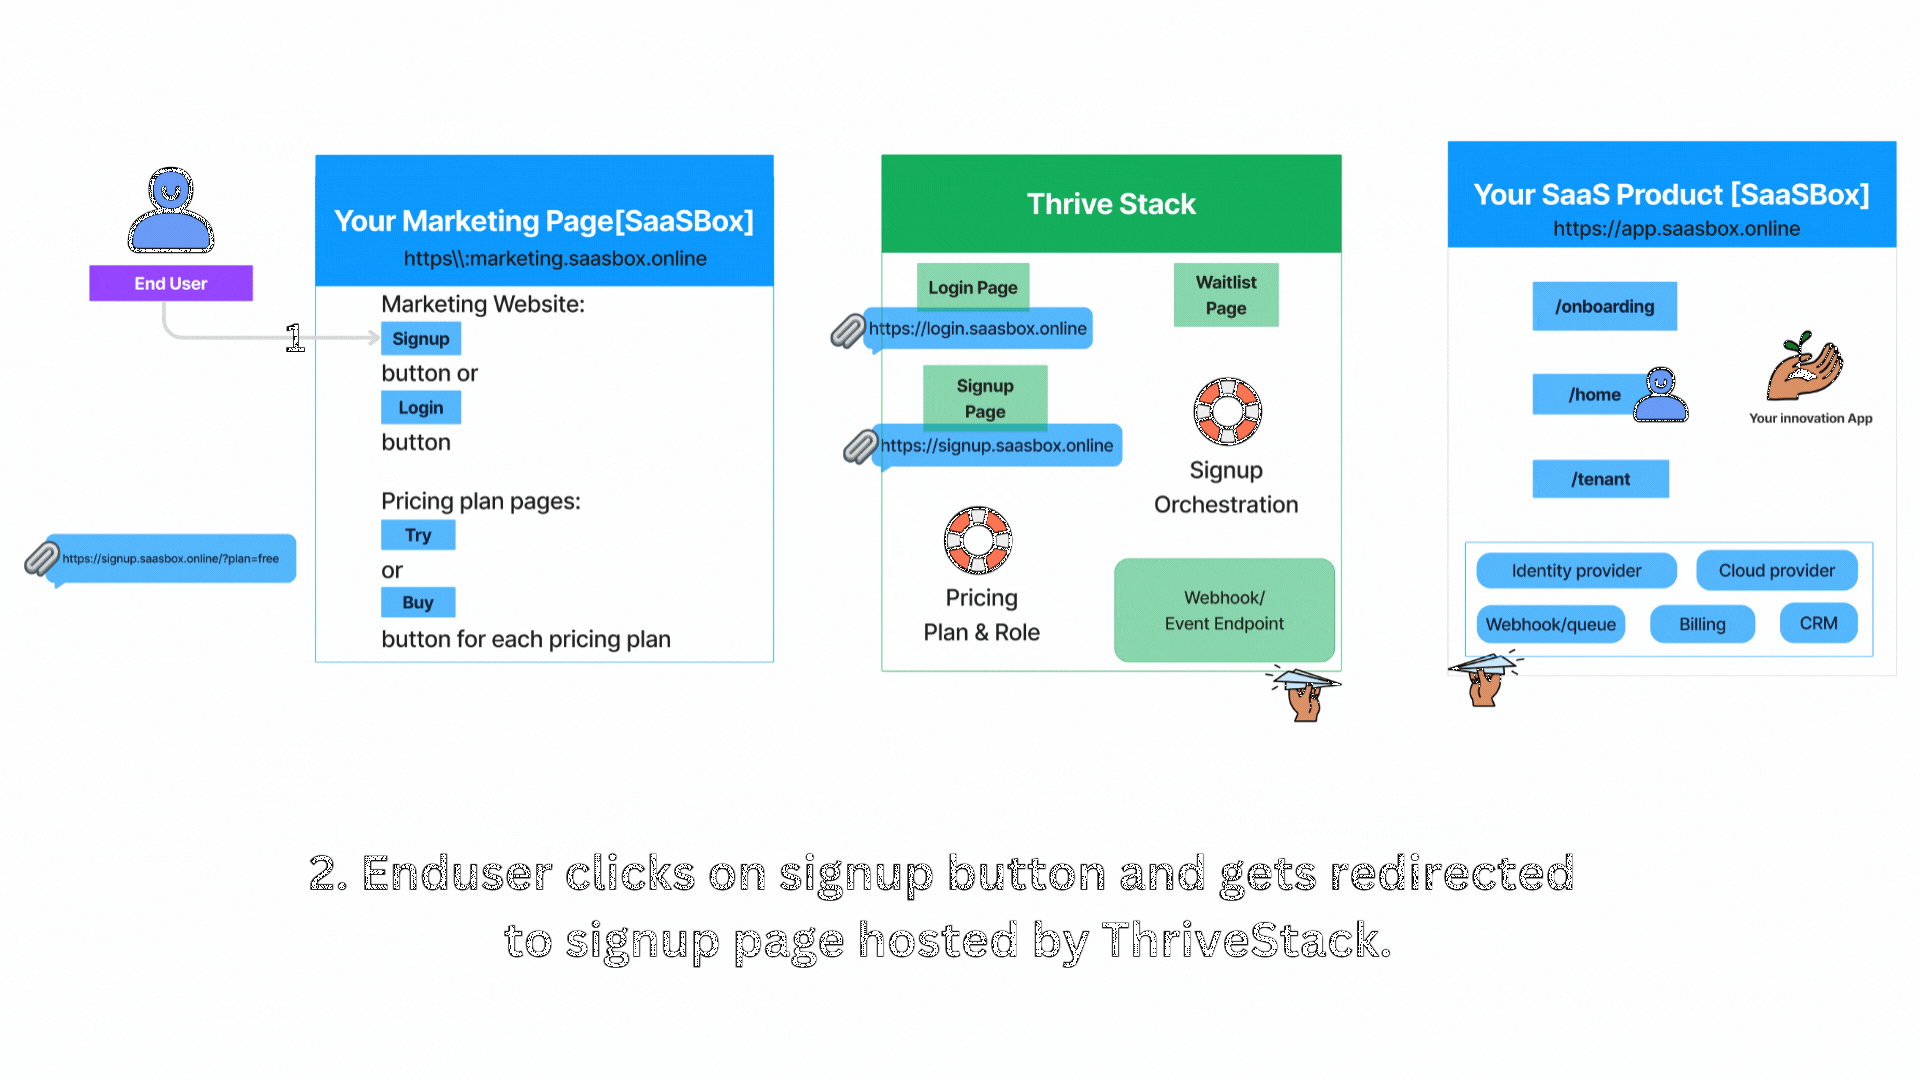 End User
1
https://signup.saasbox.online/?plan=free
Your Marketing Page[SaaSBox]
https\\:marketing.saasbox.online
Marketing Website:
Signup
button or
Login
button
Pricing plan pages:
Try
or
Buy
button for each pricing plan
Thrive Stack
Login Page
https://login.saasbox.online
Waitlist
Page
Signup
Page
https://signup.saasbox.online
Signup
Orchestration
Pricing
Plan & Role
Webhook/
Event Endpoint
Your SaaS Product [SaaSBox]
https://app.saasbox.online
/onboarding
/home
Your innovation App
/tenant
Identity provider
Cloud provider
Webhook/queue
Billing
CRM
2. Enduser clicks on signup button and gets redirected
to signup page hosted by ThriveStack.